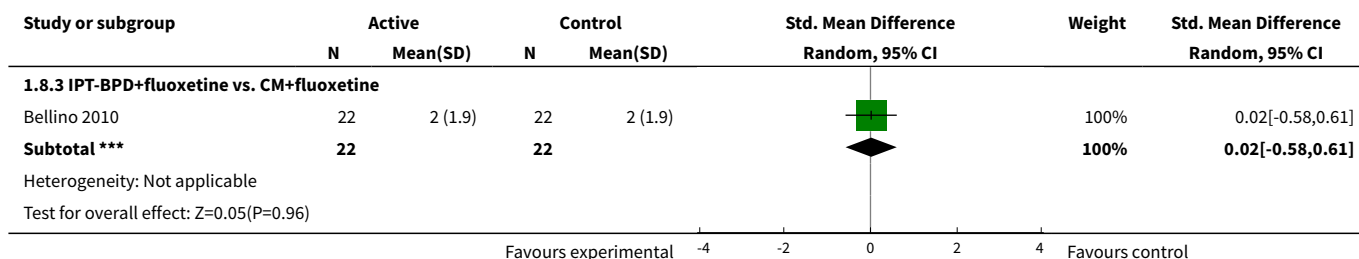 Study or subgroup Active Control Std. Mean Difference Weight Std. Mean Difference
N Mean(SD) N Mean(SD) Random, 95% CI Random, 95% CI
1.8.3 IPT-BPD+fluoxetine vs. CM+fluoxetine
Bellino 2010 22 2 (1.9) 22 2 (1.9) 100% 0.02[-0.58,0.61]
Subtotal *** 22 22 100% 0.02[-0.58,0.61]
Heterogeneity: Not applicable
Test for overall effect: Z=0.05(P=0.96)
Favours experimental -4 -2 0 2 4 Favours control